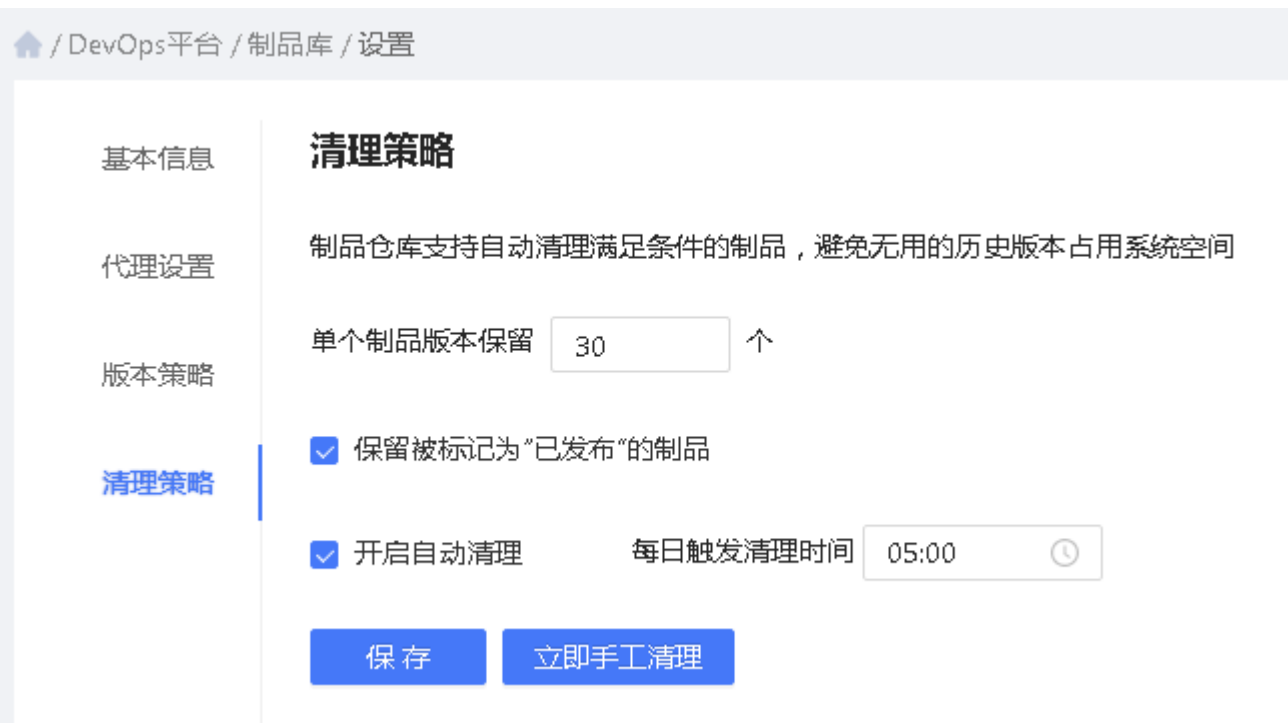 / DevOps平台 / 制品库 / 设置
基本信息
代理设置
版本策略
清理策略
清理策略
制品仓库支持自动清理满足条件的制品，避免无用的历史版本占用系统空间
单个制品版本保留 30 个
保留被标记为"已发布"的制品
开启自动清理 每日触发清理时间 05:00
保存 立即手工清理